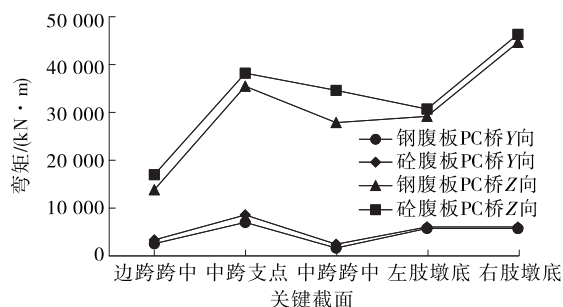 50 000
40 000
30 000
20 000
10 000
0
弯矩/(kN·m)
钢腹板PC桥Y向
砼腹板PC桥Y向
钢腹板PC桥Z向
砼腹板PC桥Z向
边跨跨中 中跨支点 中跨跨中 左肢墩底 右肢墩底
关键截面